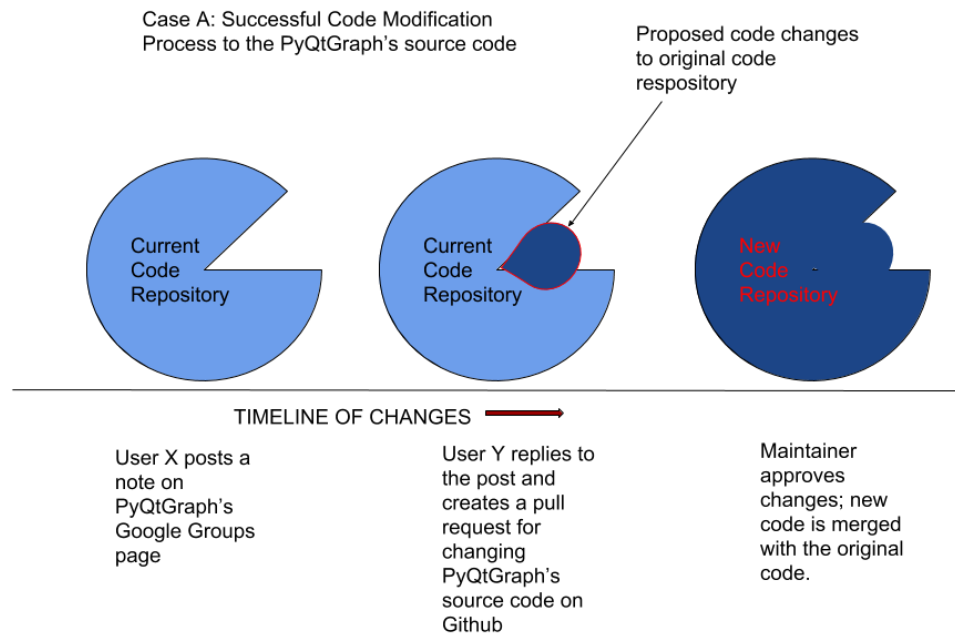 Case A: Successful Code Modification
Process to the PyQtGraph's source code
Proposed code changes
to original code
respository
Current
Code
Repository
Current
Code
Repository
New
Code
Repository
TIMELINE OF CHANGES
User X posts a
note on
PyQtGraph's
Google Groups
page
User Y replies to
the post and
creates a pull
request for
changing
PyQtGraph's
source code on
Github
Maintainer
approves
changes; new
code is merged
with the original
code.